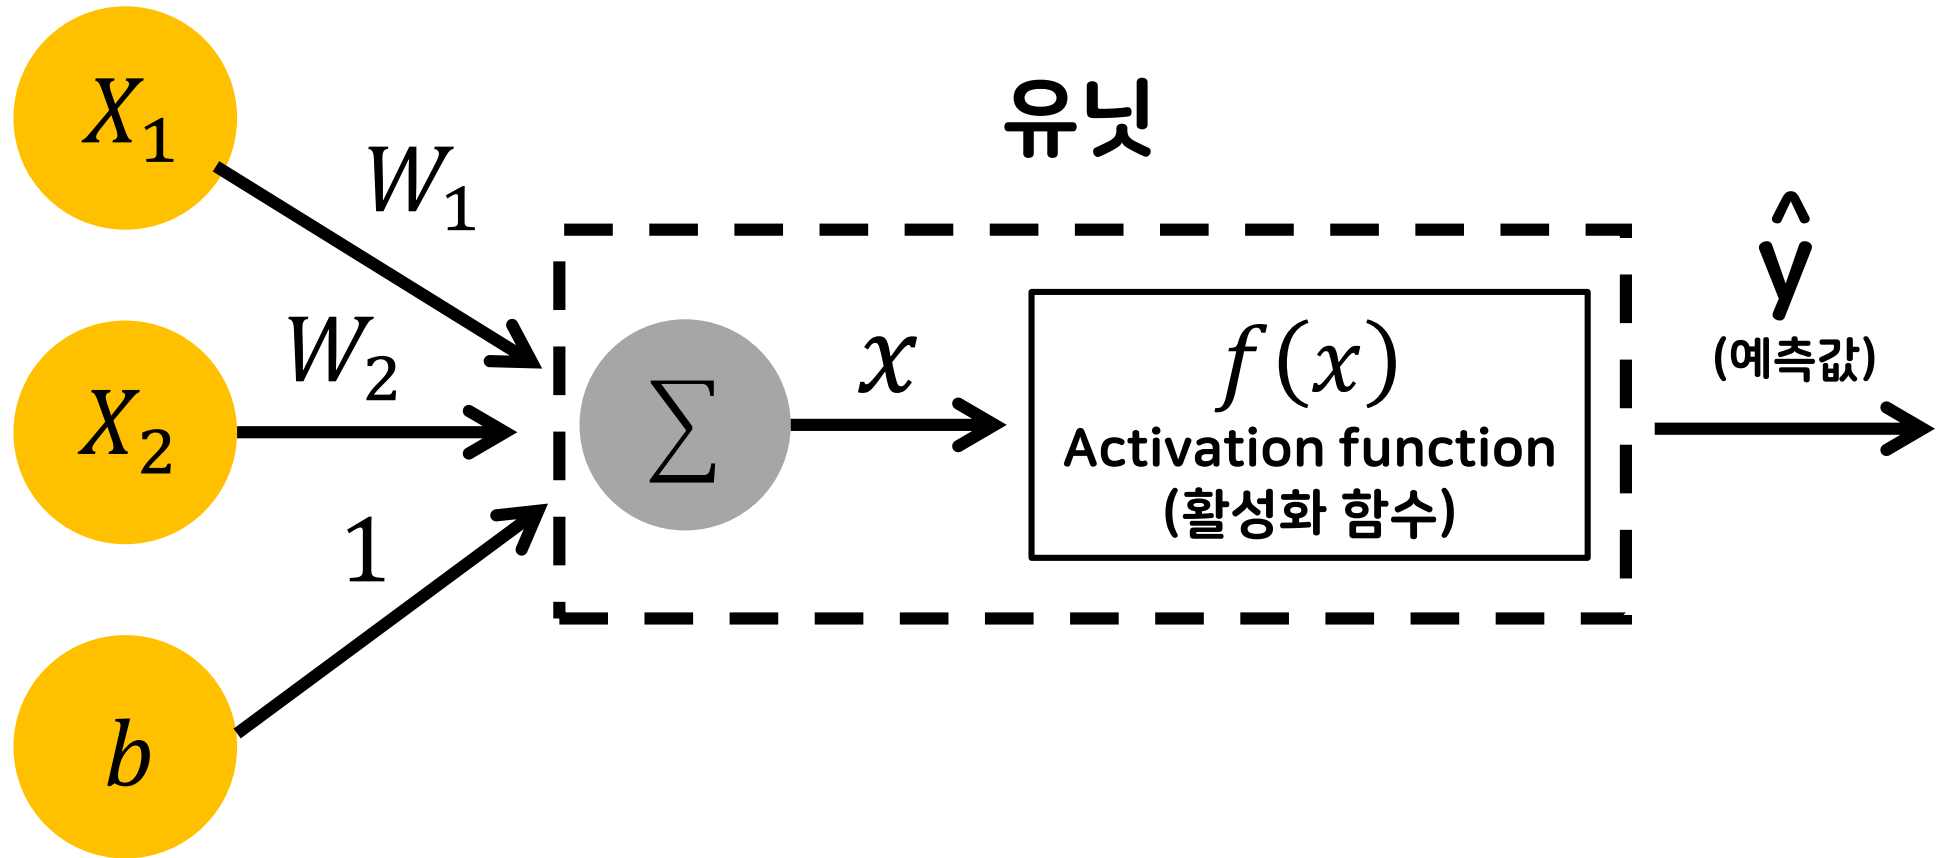 X₁
W₁
X₂
W₂
b
1
유닛
∑
x
f(x)
Activation function
(활성화 함수)
ŷ
(예측값)